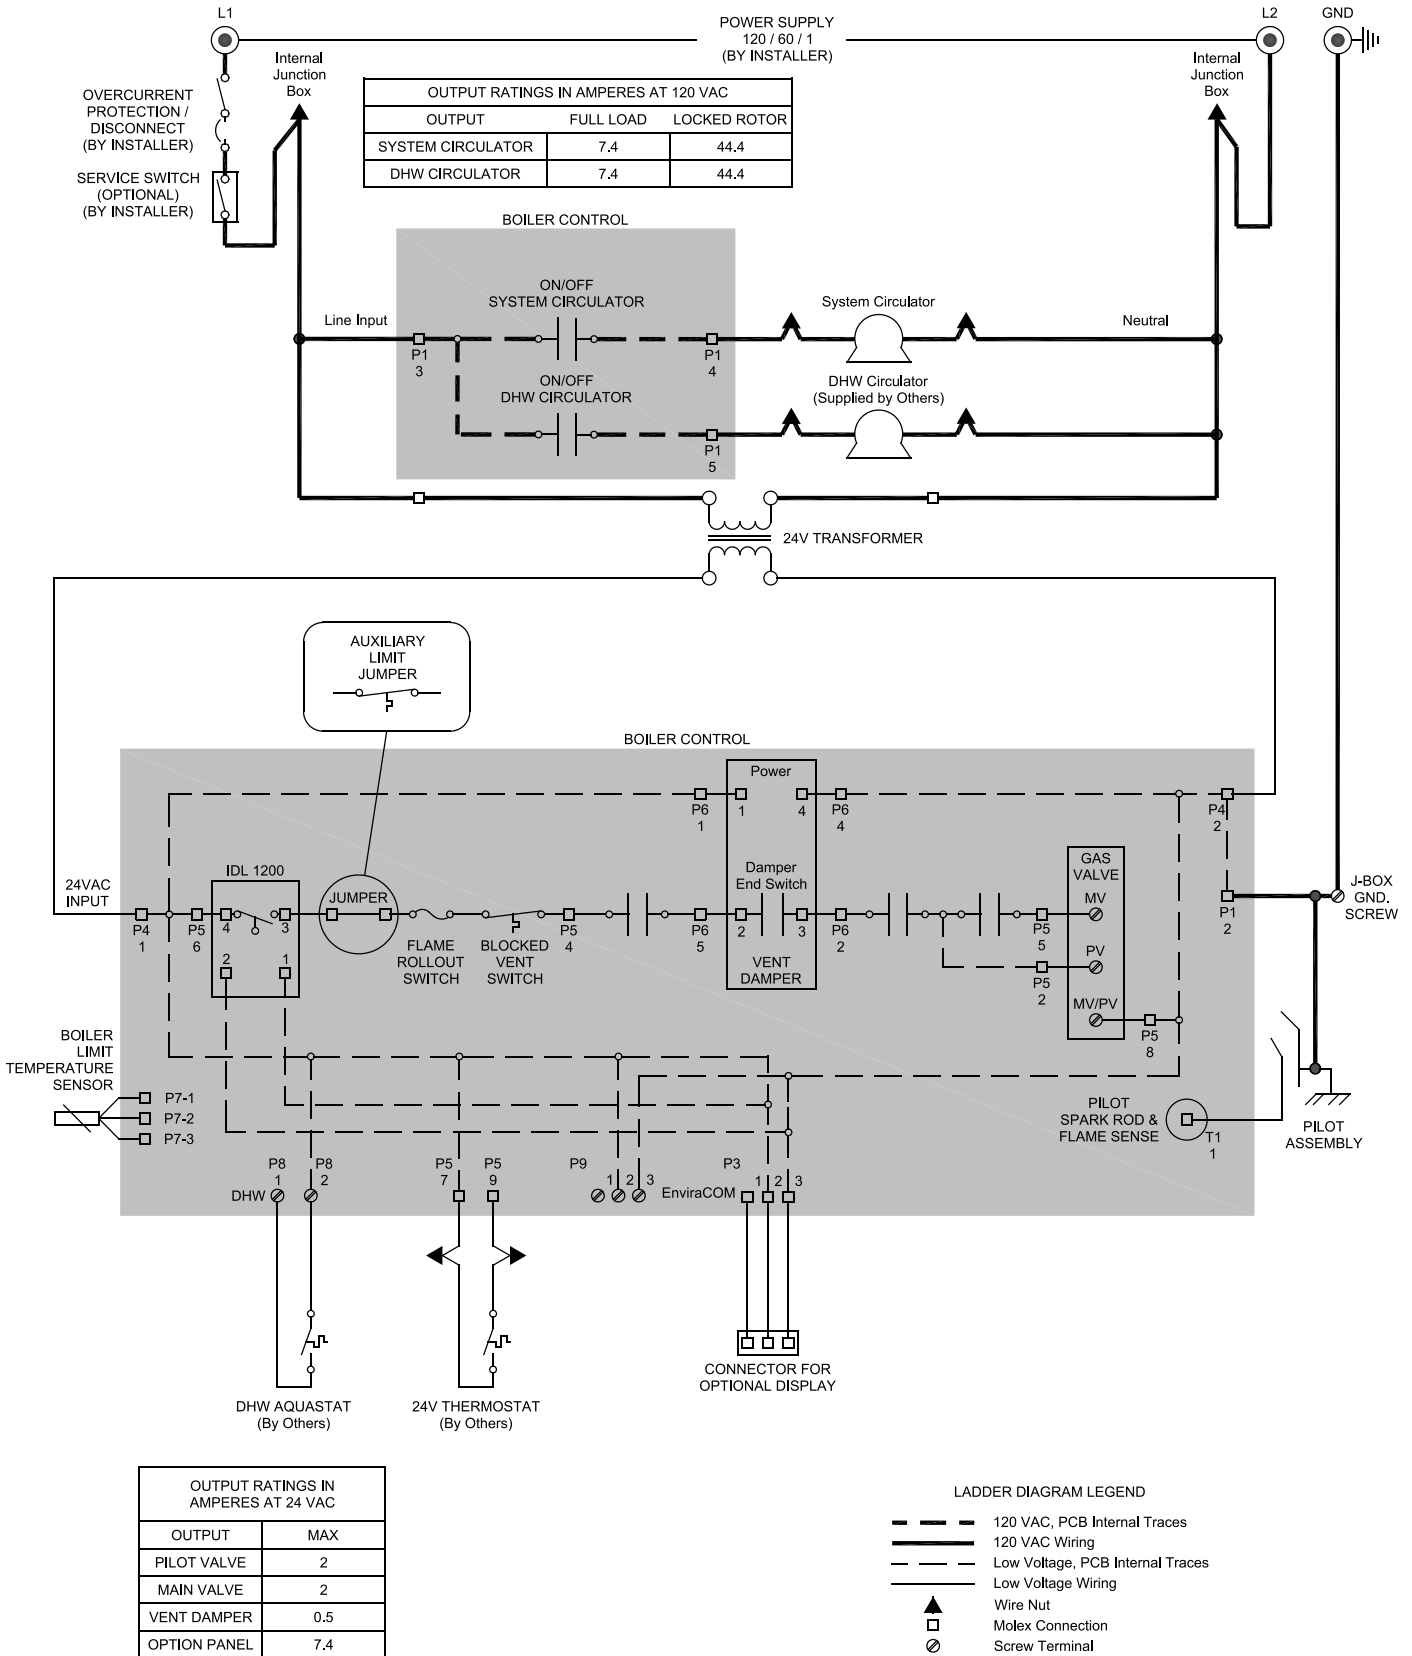 L1
L2
GND
POWER SUPPLY
120 / 60 / 1
(BY INSTALLER)
Internal
Junction
Box
Internal
Junction
Box
OVERCURRENT
PROTECTION /
DISCONNECT
(BY INSTALLER)
SERVICE SWITCH
(OPTIONAL)
(BY INSTALLER)
OUTPUT RATINGS IN AMPERES AT 120 VAC
OUTPUT FULL LOAD LOCKED ROTOR
SYSTEM CIRCULATOR 7.4 44.4
DHW CIRCULATOR 7.4 44.4
BOILER CONTROL
ON/OFF
SYSTEM CIRCULATOR
System Circulator
Line Input
Neutral
P1
3
P1
4
ON/OFF
DHW CIRCULATOR
DHW Circulator
(Supplied by Others)
P1
5
24V TRANSFORMER
AUXILIARY
LIMIT
JUMPER
BOILER CONTROL
Power
1 4
P6
1
P6
4
P4
2
24VAC
INPUT
IDL 1200
JUMPER
Damper
End Switch
GAS
VALVE
MV
J-BOX
GND.
SCREW
P4
1
P5
6
4 3
2 1
FLAME
ROLLOUT
SWITCH
BLOCKED
VENT
SWITCH
P5
4
P6
5
2 3
VENT
DAMPER
P6
2
P5
5
PV
P5
2
MV/PV
P5
8
P1
2
BOILER
LIMIT
TEMPERATURE
SENSOR
P7-1
P7-2
P7-3
PILOT
SPARK ROD &
FLAME SENSE
T1
1
PILOT
ASSEMBLY
P8
1
P8
2
DHW
P5
7
P5
9
P9
1 2 3
P3
EnviraCOM
1 2 3
DHW AQUASTAT
(By Others)
24V THERMOSTAT
(By Others)
CONNECTOR FOR
OPTIONAL DISPLAY
OUTPUT RATINGS IN
AMPERES AT 24 VAC
OUTPUT MAX
PILOT VALVE 2
MAIN VALVE 2
VENT DAMPER 0.5
OPTION PANEL 7.4
LADDER DIAGRAM LEGEND
120 VAC, PCB Internal Traces
120 VAC Wiring
Low Voltage, PCB Internal Traces
Low Voltage Wiring
Wire Nut
Molex Connection
Screw Terminal